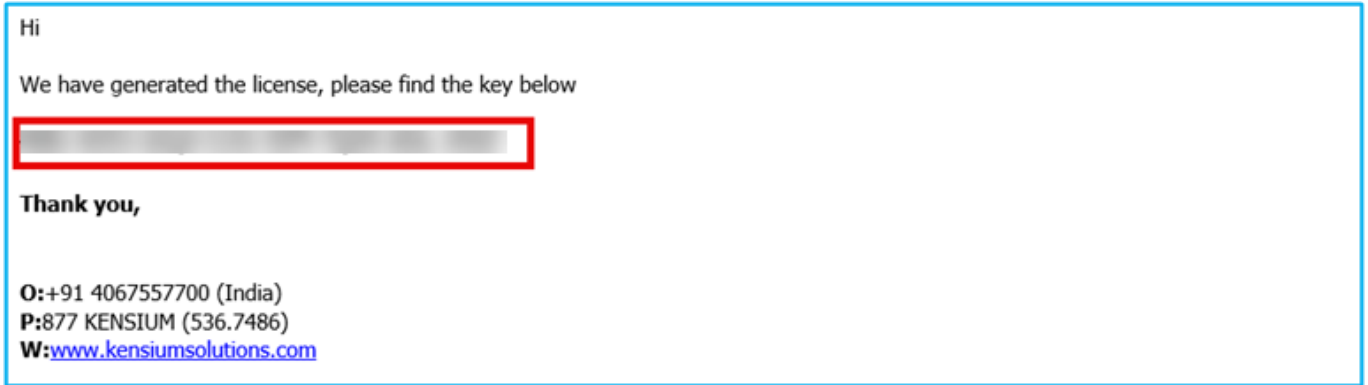 Hi
We have generated the license, please find the key below
Thank you,
O:+91 4067557700 (India)
P:877 KENSIUM (536.7486)
W:www.kensiumsolutions.com